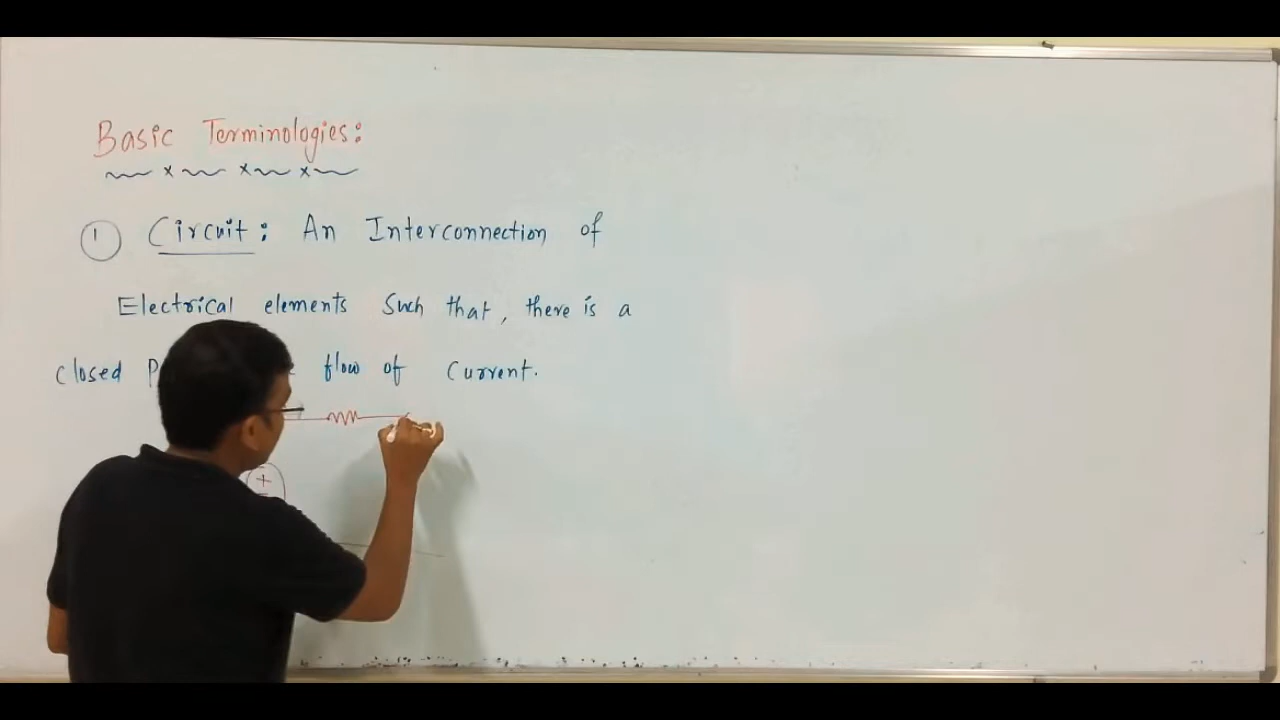 Basic Terminologies:
1 Circuit: An Interconnection of
Electrical elements Such that, there is a
closed flow of Current.
+